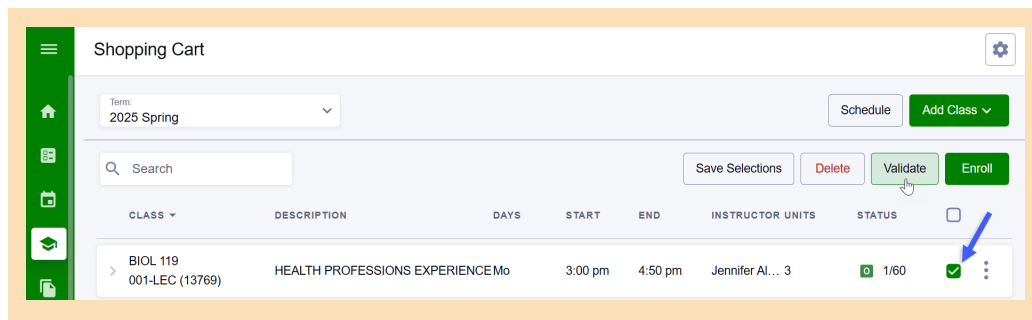 Shopping Cart
Term:
2025 Spring
Schedule
Add Class
Search
Save Selections
Delete
Validate
Enroll
CLASS DESCRIPTION DAYS START END INSTRUCTOR UNITS STATUS
BIOL 119
001-LEC (13769)
HEALTH PROFESSIONS EXPERIENCE Mo 3:00 pm 4:50 pm Jennifer Al... 3 O 1/60